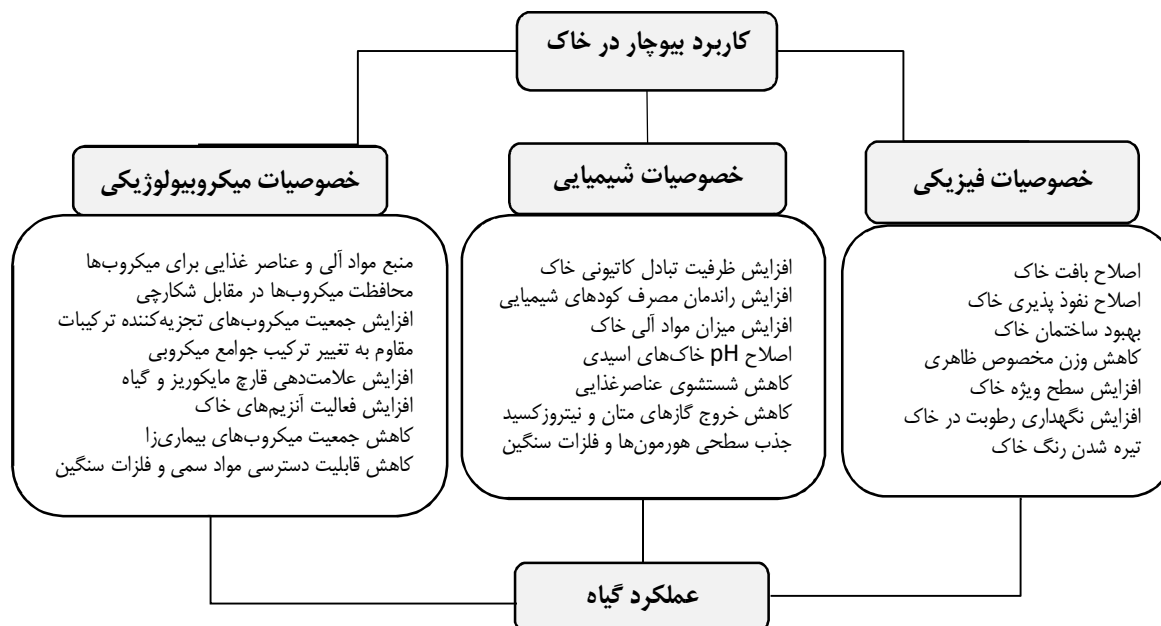 کاربرد بیوچار در خاک
خصوصیات فیزیکی
اصلاح بافت خاک
اصلاح نفوذ پذیری خاک
بهبود ساختمان خاک
کاهش وزن مخصوص ظاهری
افزایش سطح ویژه خاک
افزایش نگهداری رطوبت در خاک
تیره شدن رنگ خاک
خصوصیات شیمیایی
افزایش ظرفیت تبادل کاتیونی خاک
افزایش راندمان مصرف کودهای شیمیایی
افزایش میزان مواد آلی خاک
اصلاح pH خاک‌های اسیدی
کاهش شستشوی عناصرغذایی
کاهش خروج گازهای متان و نیتروزکسید
جذب سطحی هورمون‌ها و فلزات سنگین
خصوصیات میکروبیولوژیکی
منبع مواد آلی و عناصر غذایی برای میکروب‌ها
محافظت میکروب‌ها در مقابل شکارچی
افزایش جمعیت میکروب‌های تجزیه‌کننده ترکیبات
مقاوم به تغییر ترکیب جوامع میکروبی
افزایش علامت‌دهی قارچ مایکوریز و گیاه
افزایش فعالیت آنزیم‌های خاک
کاهش جمعیت میکروب‌های بیماری‌زا
کاهش قابلیت دسترسی مواد سمی و فلزات سنگین
عملکرد گیاه